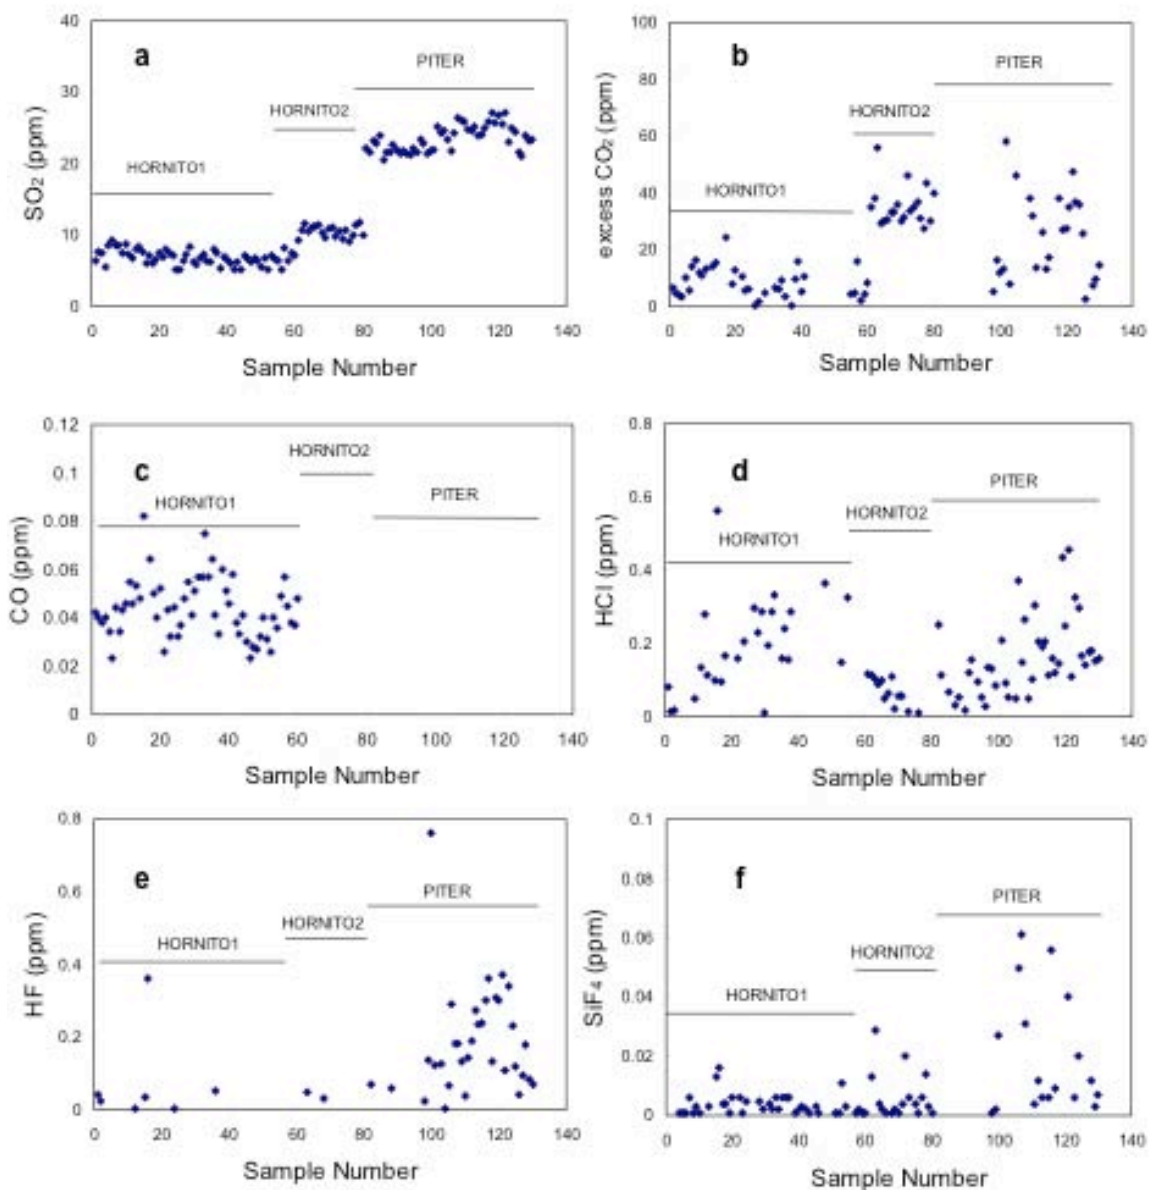 a
SO₂ (ppm)
40
30
20
10
0
PITER
HORNITO2
HORNITO1
0 20 40 60 80 100 120 140
Sample Number
b
excess CO₂ (ppm)
100
80
60
40
20
0
PITER
HORNITO2
HORNITO1
0 20 40 60 80 100 120 140
Sample Number
c
CO (ppm)
0.12
0.1
0.08
0.06
0.04
0.02
0
HORNITO2
HORNITO1
PITER
0 20 40 60 80 100 120 140
Sample Number
d
HCl (ppm)
0.8
0.6
0.4
0.2
0
PITER
HORNITO2
HORNITO1
0 20 40 60 80 100 120 140
Sample Number
e
HF (ppm)
0.8
0.6
0.4
0.2
0
PITER
HORNITO2
HORNITO1
0 20 40 60 80 100 120 140
Sample Number
f
SiF₄ (ppm)
0.1
0.08
0.06
0.04
0.02
0
PITER
HORNITO2
HORNITO1
0 20 40 60 80 100 120 140
Sample Number